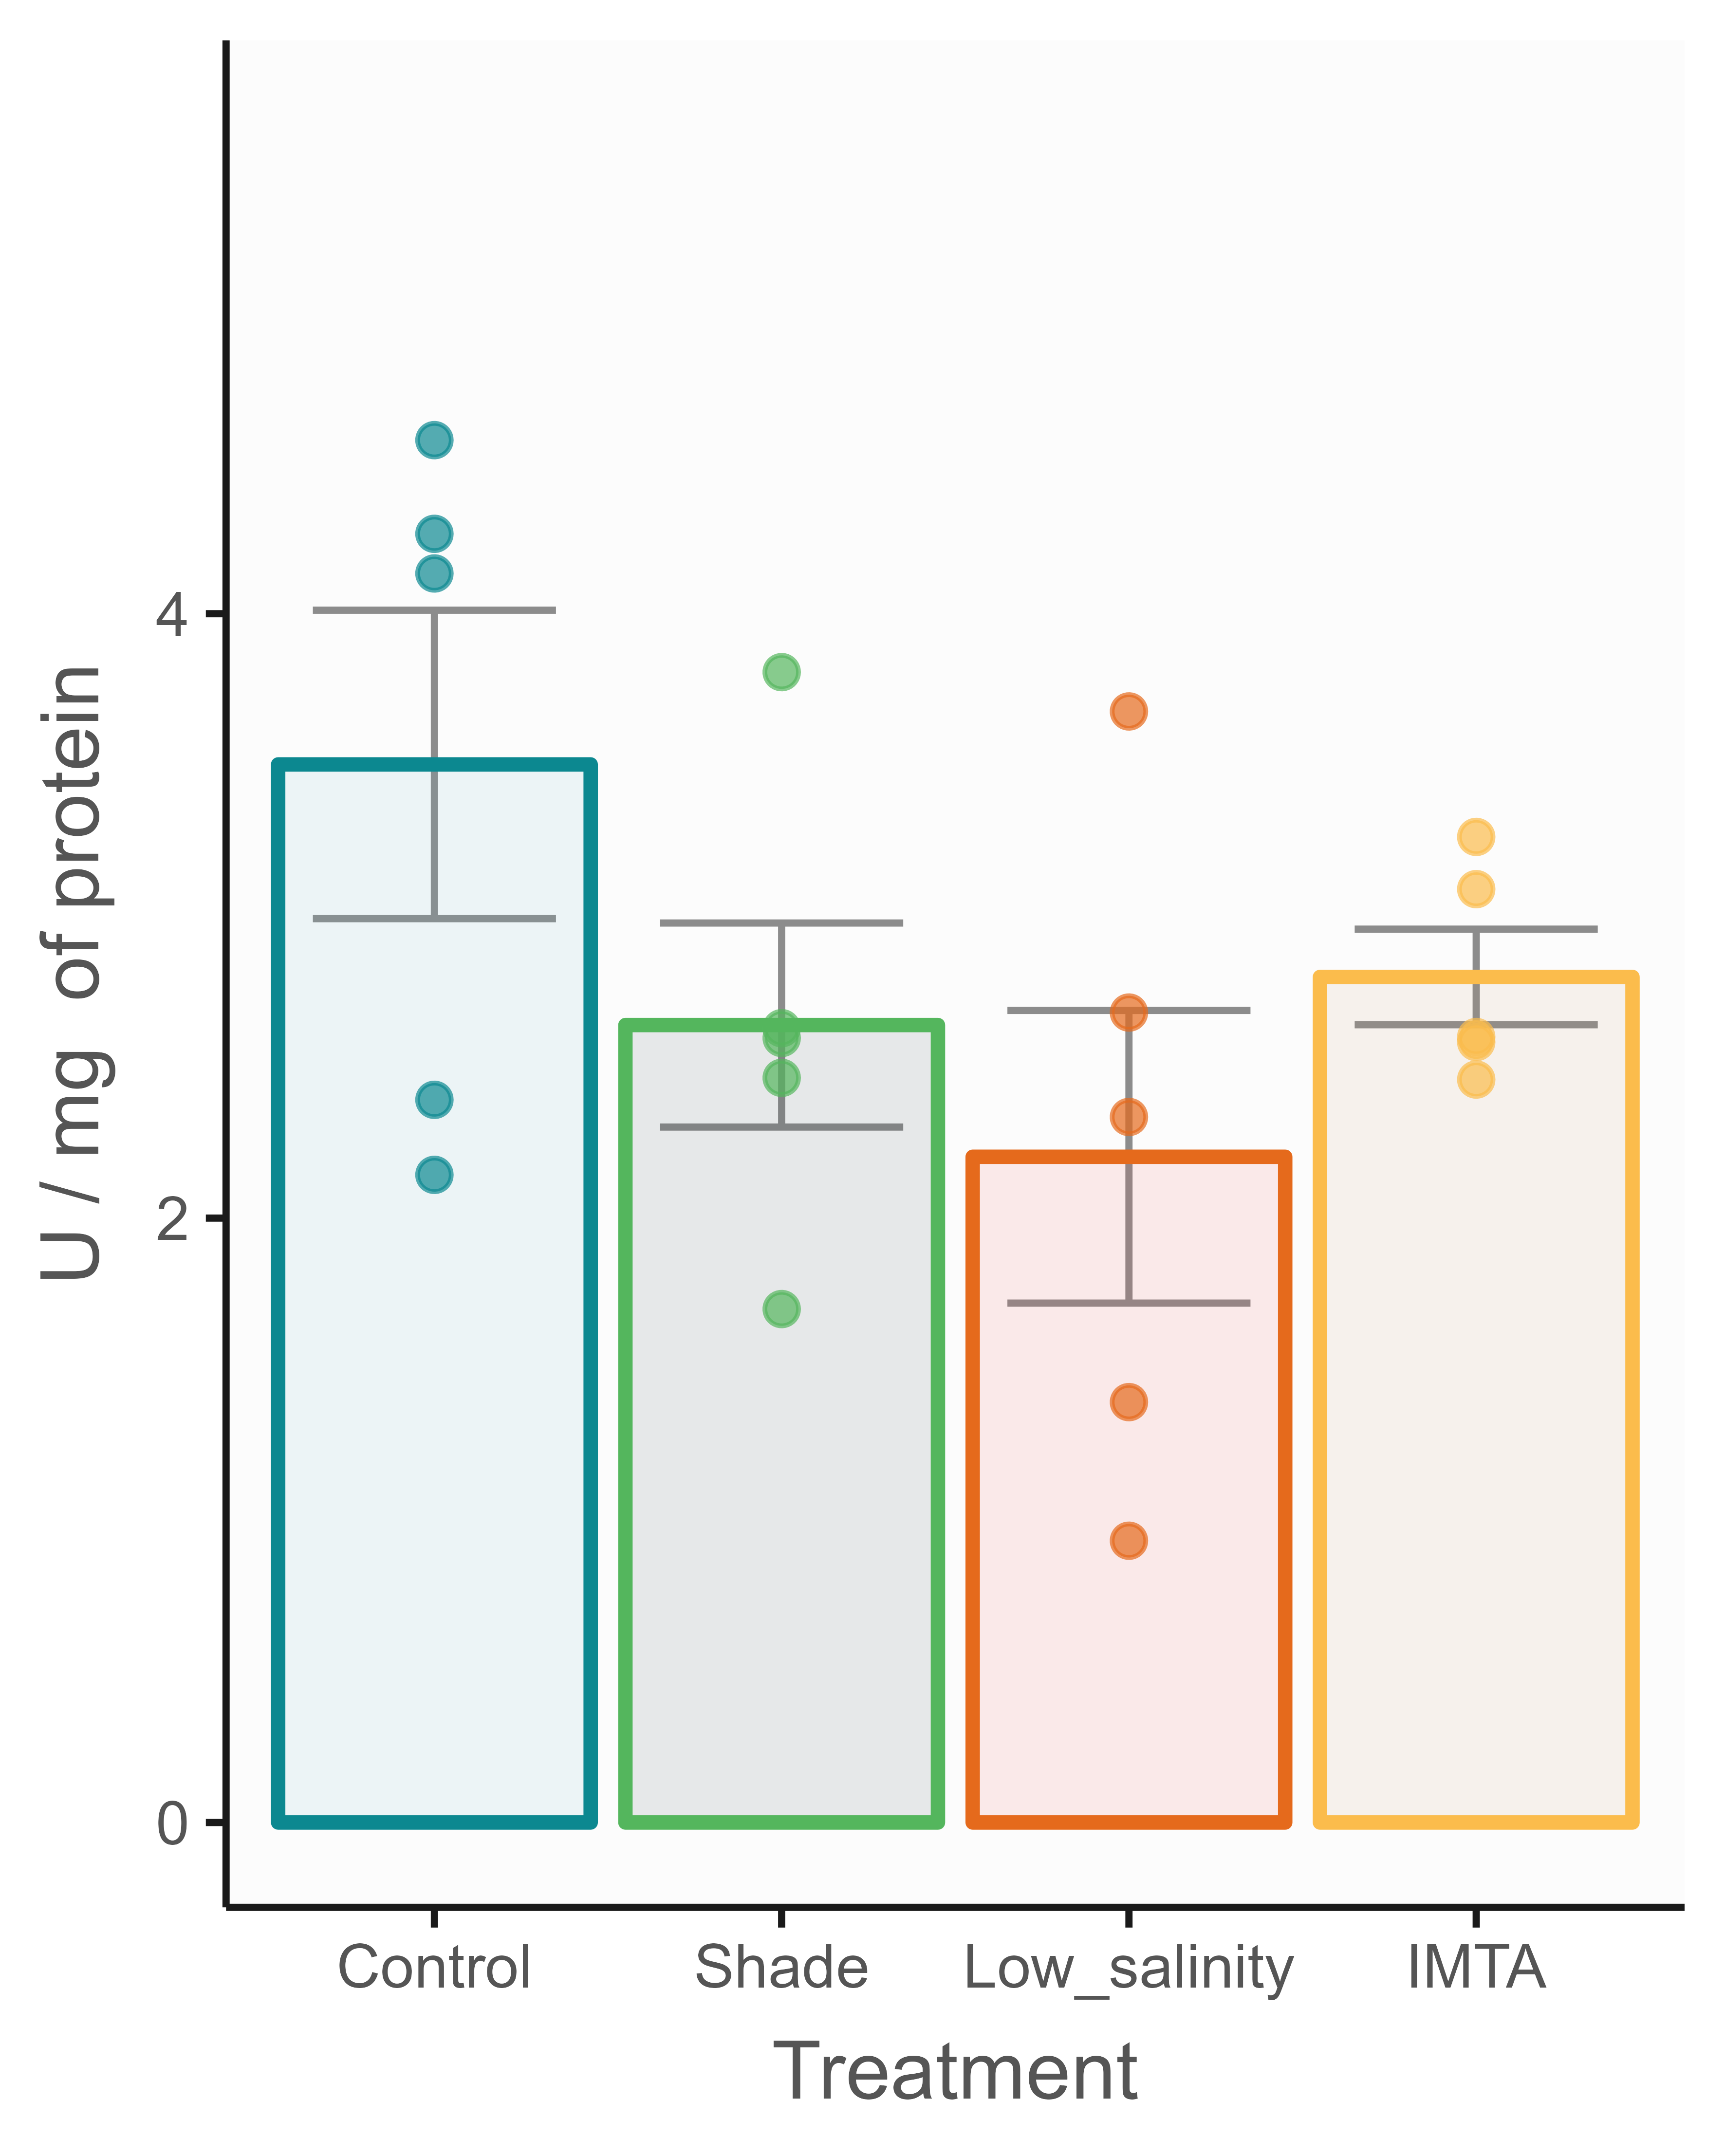 U / mg of protein
4
2
0
Control Shade Low_salinity IMTA
Treatment